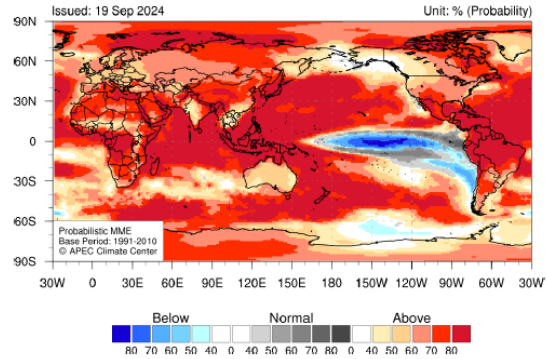 Issued: 19 Sep 2024 Unit: % (Probability)
90N
60N
30N
0
30S
60S
90S
Probabilistic MME
Base Period: 1991-2010
© APEC Climate Center
30W 0 30E 60E 90E 120E 150E 180 150W 120W 90W 60W 30W
Below Normal Above
80 70 60 50 40 0 40 50 60 70 80 0 40 50 60 70 80